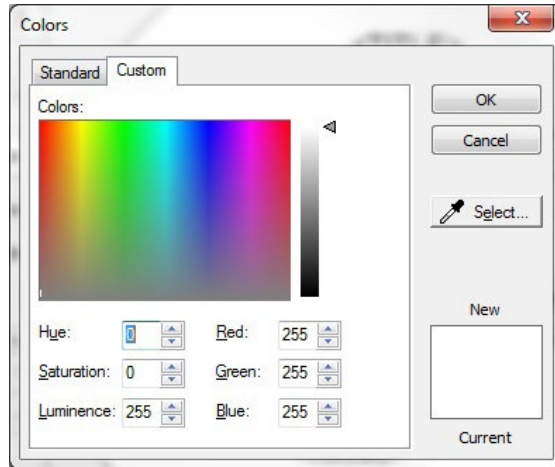 Colors
Standard Custom
Colors:
OK
Cancel
Select...
Hue: 0 Red: 255
Saturation: 0 Green: 255
Luminence: 255 Blue: 255
New
Current